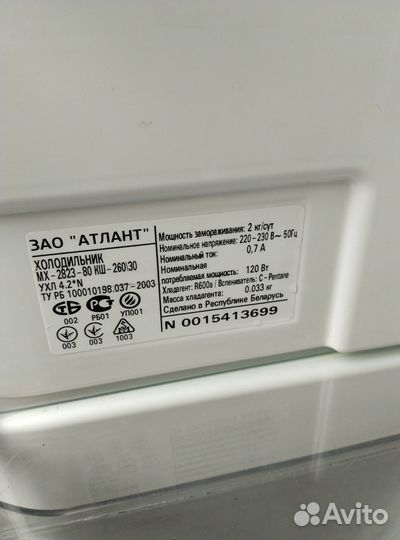 ЗАО "АТЛАНТ"
ХОЛОДИЛЬНИК
МХ-2823-80 КШ-260\30
УХЛ 4.2*N
ТУ РБ 100010198.037-2003
002 РБ01 УП001
003 003 1003
Мощность замораживания: 2 кг/сут
Номинальное напряжение: 220-230 В~ 50Гц
Номинальный ток: 0,7 А
Номинальная
потребляемая мощность: 120 Вт
Хладагент: R600a / Вспениватель: C-Pentane
Масса хладагента: 0.033 кг
Сделано в Республике Беларусь
N 0015413699
Avito